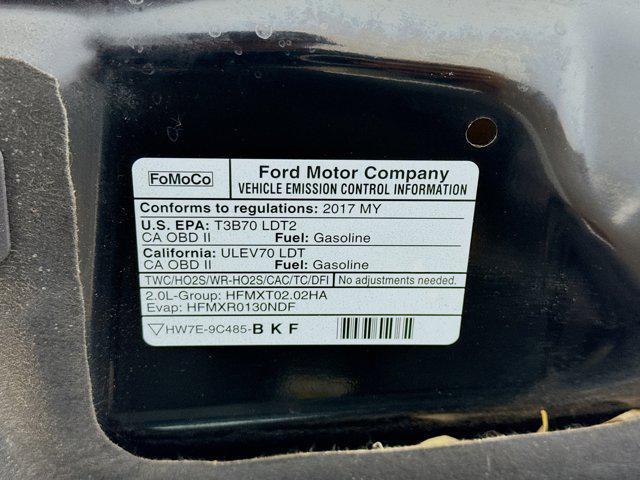 FoMoCo
Ford Motor Company
VEHICLE EMISSION CONTROL INFORMATION
Conforms to regulations: 2017 MY
U.S. EPA: T3B70 LDT2
CA OBD II Fuel: Gasoline
California: ULEV70 LDT
CA OBD II Fuel: Gasoline
TWC/HO2S/WR-HO2S/CAC/TC/DFI No adjustments needed.
2.0L-Group: HFMXT02.02HA
Evap: HFMXR0130NDF
HW7E-9C485-BKF